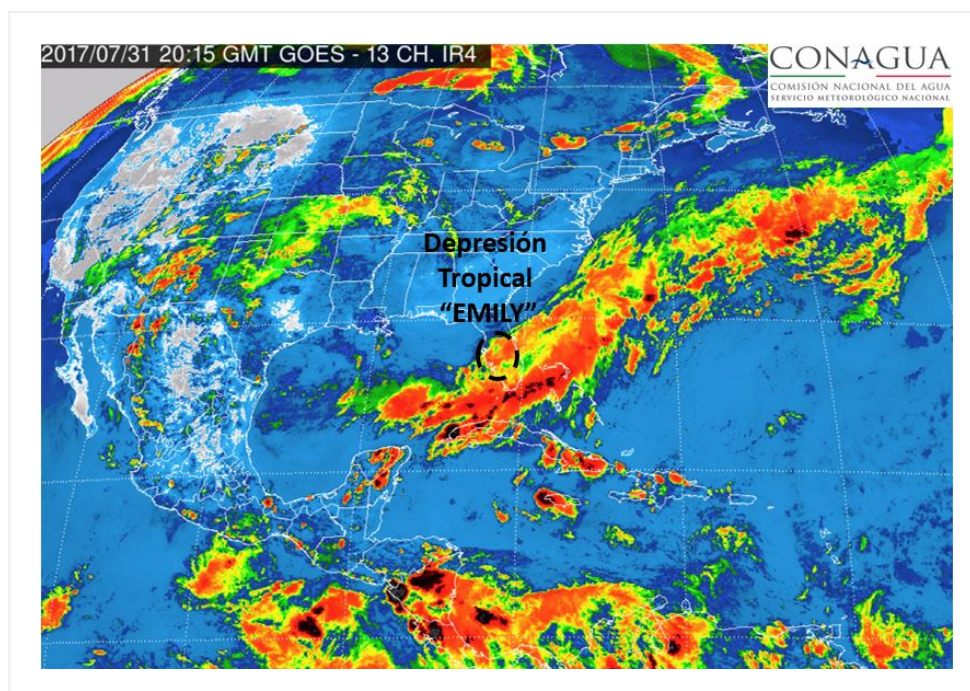 2017/07/31 20:15 GMT GOES - 13 CH. IR4
CONAGUA
COMISIÓN NACIONAL DEL AGUA
SERVICIO METEOROLÓGICO NACIONAL
Depresión
Tropical
“EMILY”